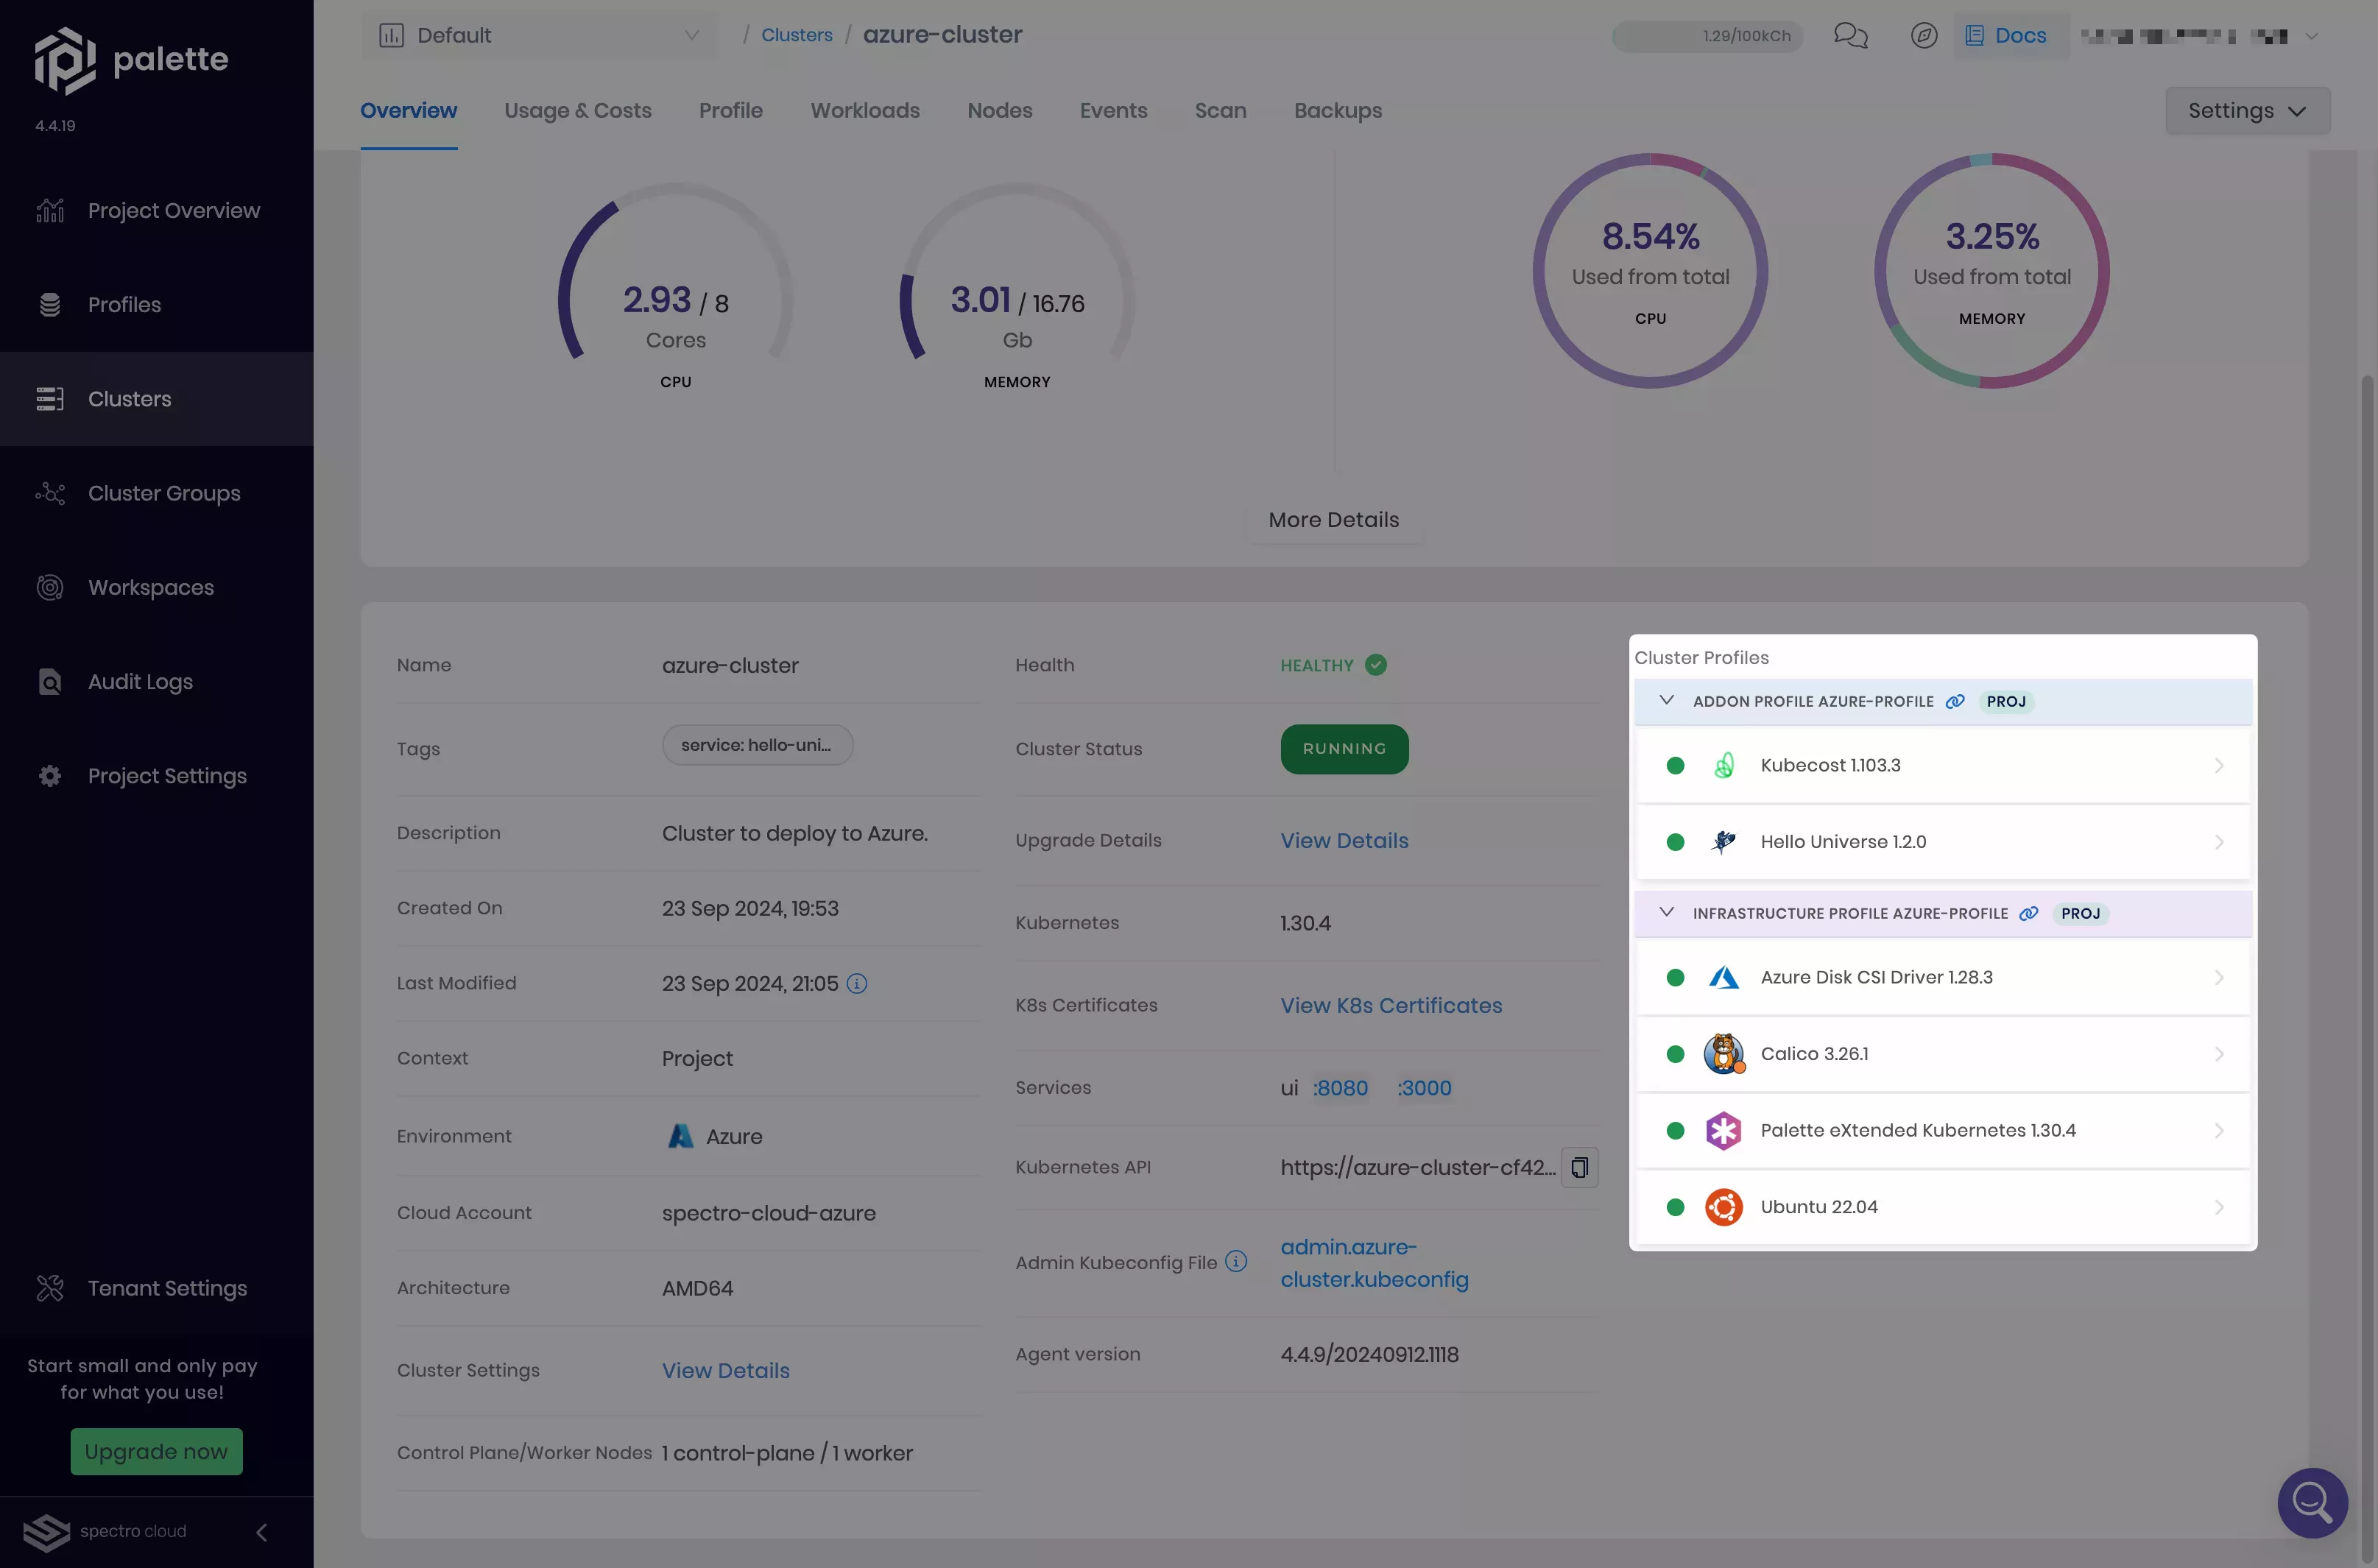 palette
4.4.19
Project Overview
Profiles
Clusters
Cluster Groups
Workspaces
Audit Logs
Project Settings
Tenant Settings
Start small and only pay
for what you use!
Upgrade now
spectro cloud
Default
/ Clusters / azure-cluster
1.29/100kCh
Docs
Overview
Usage & Costs
Profile
Workloads
Nodes
Events
Scan
Backups
Settings
2.93 / 8
Cores
CPU
3.01 / 16.76
Gb
MEMORY
8.54%
Used from total
CPU
3.25%
Used from total
MEMORY
More Details
Name azure-cluster
Tags service: hello-uni...
Description Cluster to deploy to Azure.
Created On 23 Sep 2024, 19:53
Last Modified 23 Sep 2024, 21:05
Context Project
Environment Azure
Cloud Account spectro-cloud-azure
Architecture AMD64
Cluster Settings View Details
Control Plane/Worker Nodes 1 control-plane / 1 worker
Health HEALTHY
Cluster Status RUNNING
Upgrade Details View Details
Kubernetes 1.30.4
K8s Certificates View K8s Certificates
Services ui :8080 :3000
Kubernetes API https://azure-cluster-cf42...
Admin Kubeconfig File admin.azure-
cluster.kubeconfig
Agent version 4.4.9/20240912.1118
Cluster Profiles
ADDON PROFILE AZURE-PROFILE PROJ
Kubecost 1.103.3
Hello Universe 1.2.0
INFRASTRUCTURE PROFILE AZURE-PROFILE PROJ
Azure Disk CSI Driver 1.28.3
Calico 3.26.1
Palette eXtended Kubernetes 1.30.4
Ubuntu 22.04